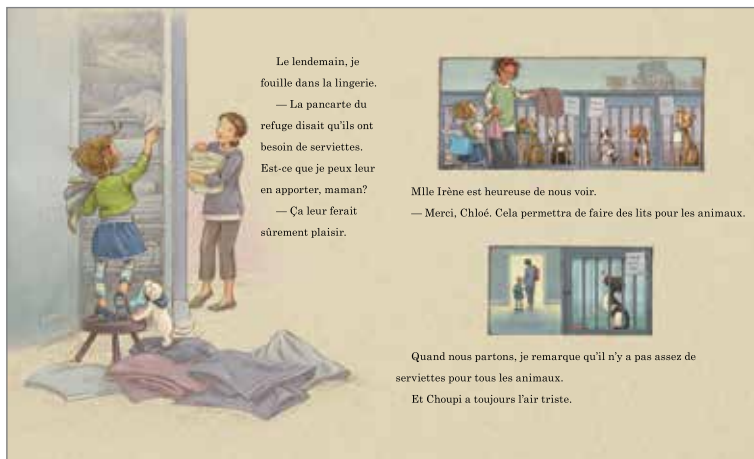 Le lendemain, je
fouille dans la lingerie.
— La pancarte du
refuge disait qu'ils ont
besoin de serviettes.
Est-ce que je peux leur
en apporter, maman?
— Ça leur ferait
sûrement plaisir.
Mlle Irène est heureuse de nous voir.
— Merci, Chloé. Cela permettra de faire des lits pour les animaux.
Quand nous partons, je remarque qu'il n'y a pas assez de
serviettes pour tous les animaux.
Et Choupi a toujours l'air triste.